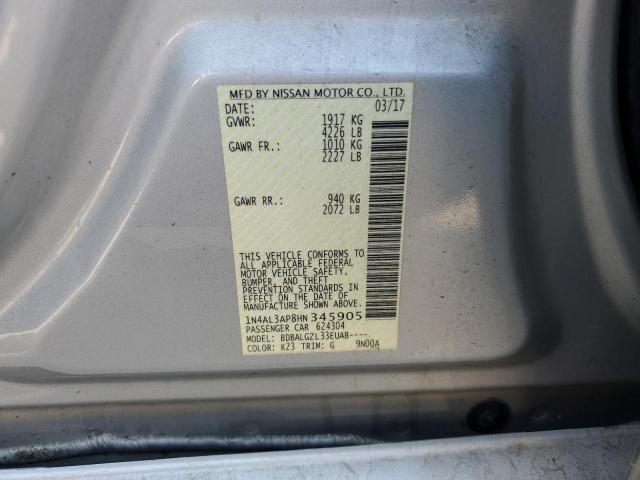 MFD BY NISSAN MOTOR CO., LTD.
DATE: 03/17
GVWR: 1917 KG
4226 LB
GAWR FR.: 1010 KG
2227 LB
GAWR RR.: 940 KG
2072 LB
THIS VEHICLE CONFORMS TO
ALL APPLICABLE FEDERAL
MOTOR VEHICLE SAFETY,
BUMPER, AND THEFT
PREVENTION STANDARDS IN
EFFECT ON THE DATE OF
MANUFACTURE SHOWN ABOVE.
1N4AL3AP8HN345905
PASSENGER CAR 624304
MODEL: BDBALGZL33EUAB----
COLOR: K23 TRIM: G 9N00A